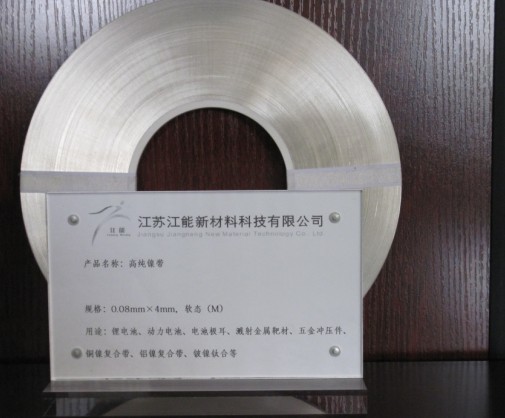 江苏江能新材料科技有限公司
Jiangsu Jiangneng New Material Technology Co., Ltd
江能
产品名称：高纯镍带
规格：0.08mm×4mm，软态（M）
用途：锂电池、动力电池、电池极耳、溅射金属靶材、五金冲压件、
铜镍复合带、铝镍复合带、镀镍钛合等